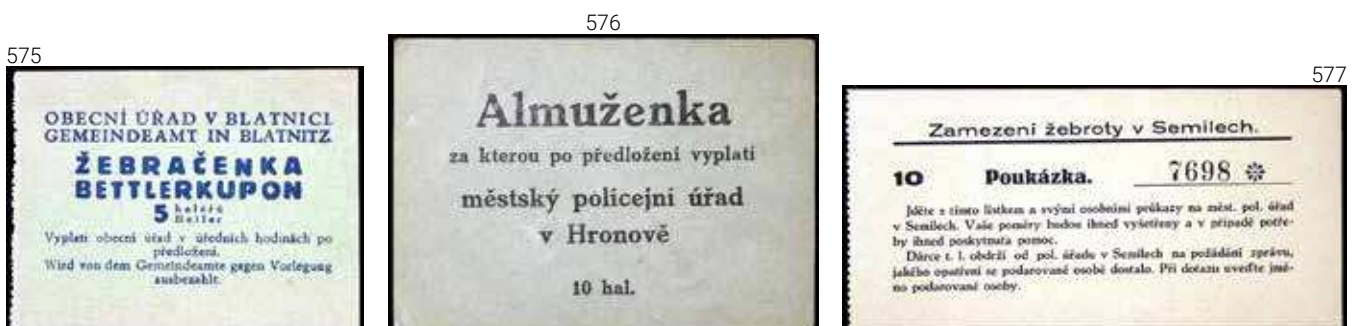 575
OBECNÍ ÚŘAD V BLATNICI
GEMEINDEAMT IN BLATNITZ
ŽEBRAČENKA
BETTLERKUPON
5 haléřů
Heller
Vyplatí obecní úřad v úředních hodinách po
předložení.
Wird von dem Gemeindeamte gegen Vorlegung
ausbezahlt.
576
Almuženka
za kterou po předložení vyplatí
městský policejní úřad
v Hronově
10 hal.
577
Zamezení žebroty v Semilech.
10 Poukázka. 7698
Jděte s tímto lístkem a svými osobními průkazy na měst. pol. úřad
v Semilech. Vaše poměry budou ihned vyšetřeny a v případě potře-
by ihned poskytnuta pomoc.
Dárce t. l. obdrží od pol. úřadu v Semilech na požádání zprávu,
jakého opatření se podarované osobě dostalo. Při dotazu uveďte jmé-
no podarované osoby.